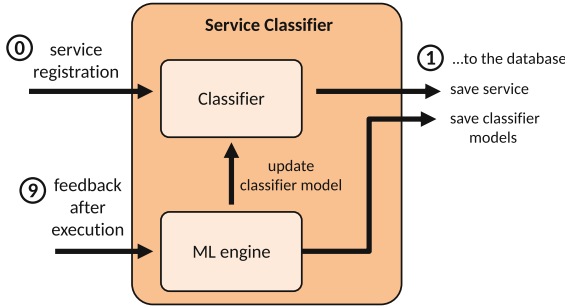 Service Classifier
0
service
registration
Classifier
1
...to the database
save service
save classifier
models
update
classifier model
9
feedback
after
execution
ML engine